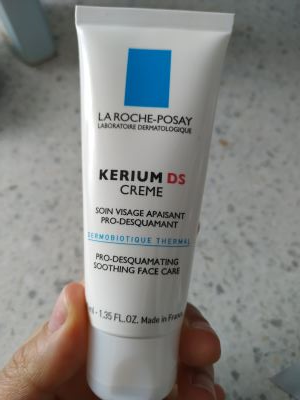 LA ROCHE-POSAY
LABORATOIRE DERMATOLOGIQUE
KERIUM DS
CREME
SOIN VISAGE APAISANT
PRO-DESQUAMANT
DERMOBIOTIQUE THERMAL
PRO-DESQUAMATING
SOOTHING FACE CARE
1.35 FL.OZ. Made in France